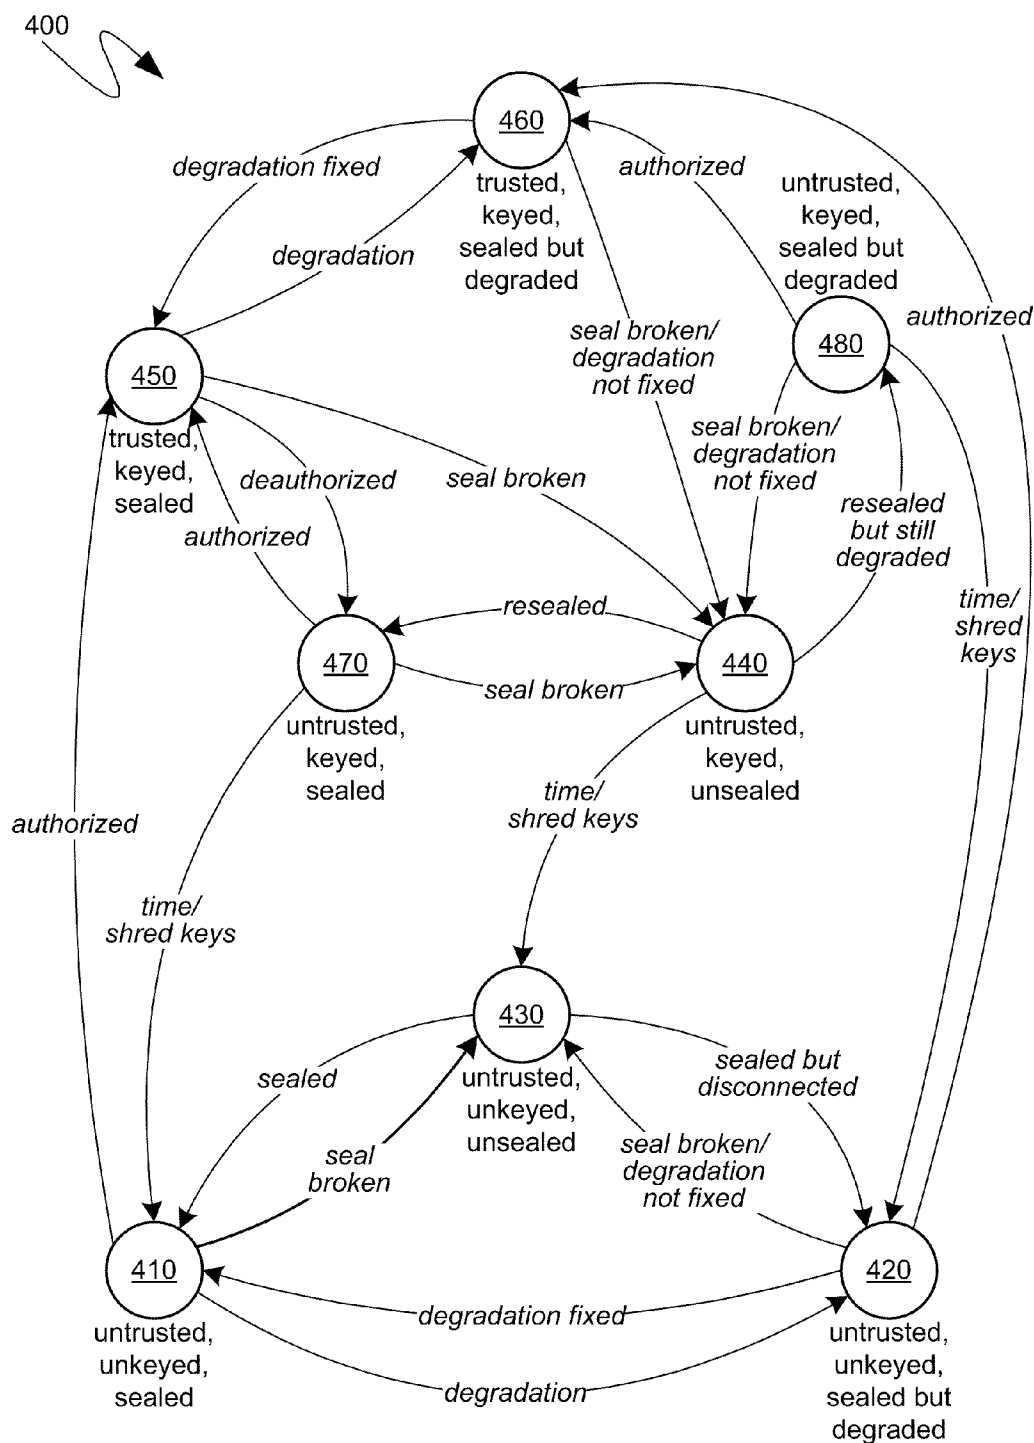 400
460
degradation fixed
authorized
trusted,
keyed,
sealed but
degraded
untrusted,
keyed,
sealed but
degraded
degradation
authorized
seal broken/
degradation
not fixed
480
450
trusted,
keyed,
sealed
seal broken/
degradation
not fixed
deauthorized
seal broken
resealed
but still
degraded
authorized
time/
shred
keys
resealed
470
440
seal broken
untrusted,
keyed,
sealed
untrusted,
keyed,
unsealed
time/
shred keys
authorized
time/
shred keys
430
sealed
untrusted,
unkeyed,
unsealed
sealed but
disconnected
seal
broken
seal broken/
degradation
not fixed
410
420
degradation fixed
untrusted,
unkeyed,
sealed
untrusted,
unkeyed,
sealed but
degraded
degradation